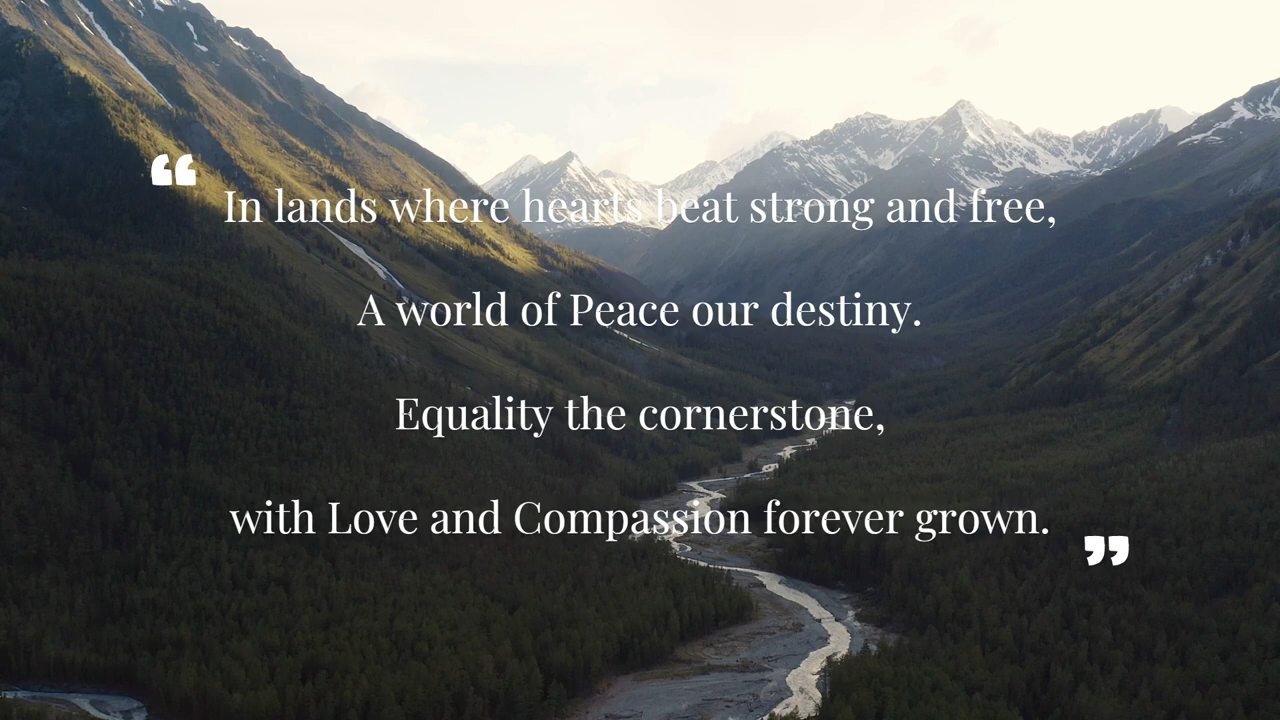 “
In lands where hearts beat strong and free,
A world of Peace our destiny.
Equality the cornerstone,
with Love and Compassion forever grown.
”